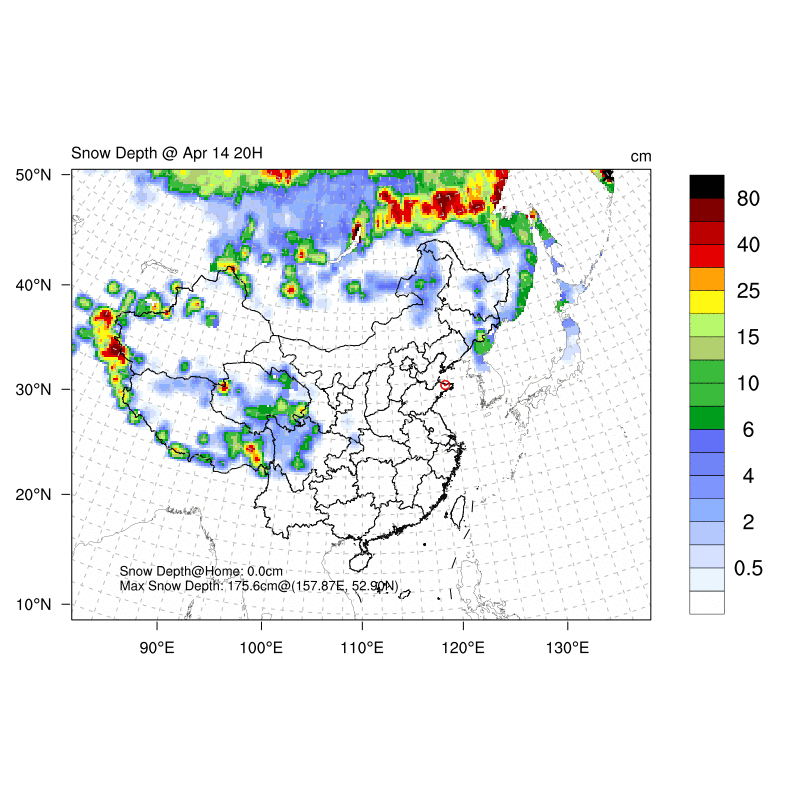 Snow Depth @ Apr 14 20H
cm
50°N
40°N
30°N
20°N
10°N
90°E
100°E
110°E
120°E
130°E
80
40
25
15
10
6
4
2
0.5
Snow Depth@Home: 0.0cm
Max Snow Depth: 175.6cm@(157.87E, 52.90N)